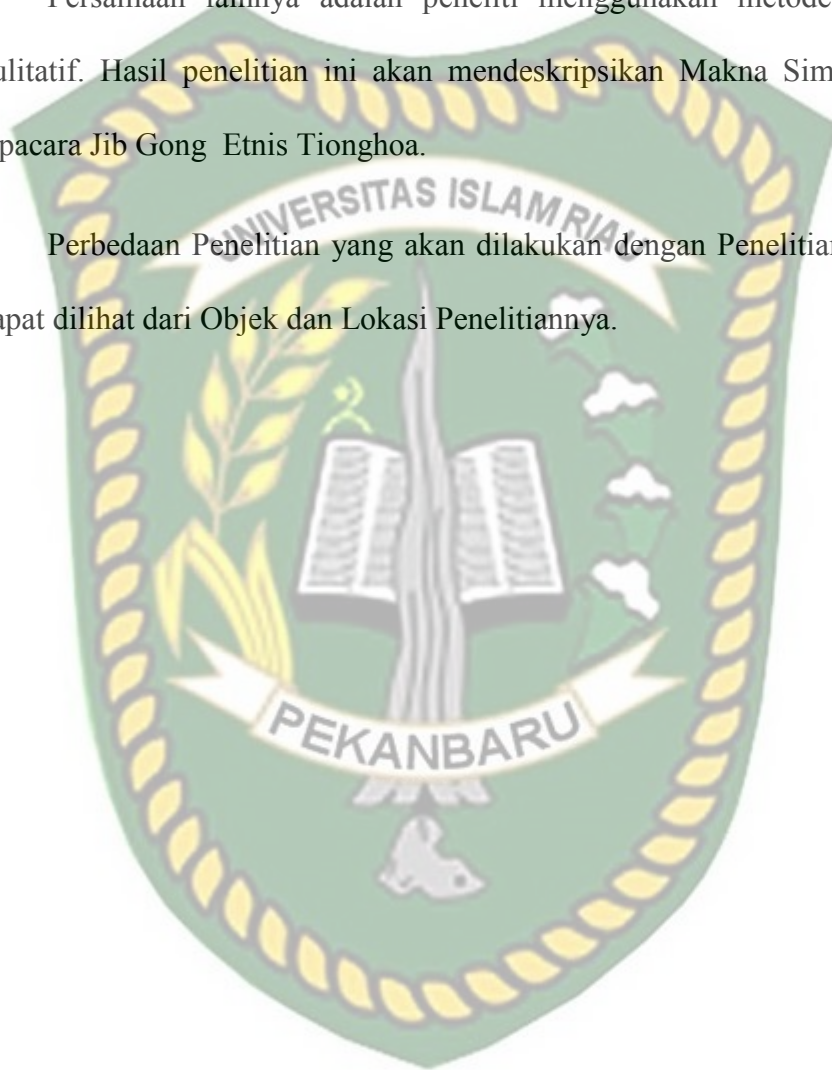 Persamaan lainnya adalah peneliti menggunakan metode
ulitatif. Hasil penelitian ini akan mendeskripsikan Makna Sim
pacara Jib Gong Etnis Tionghoa.
UNIVERSITAS ISLAM RIAU
Perbedaan Penelitian yang akan dilakukan dengan Penelitian
apat dilihat dari Objek dan Lokasi Penelitiannya.
PEKANBARU